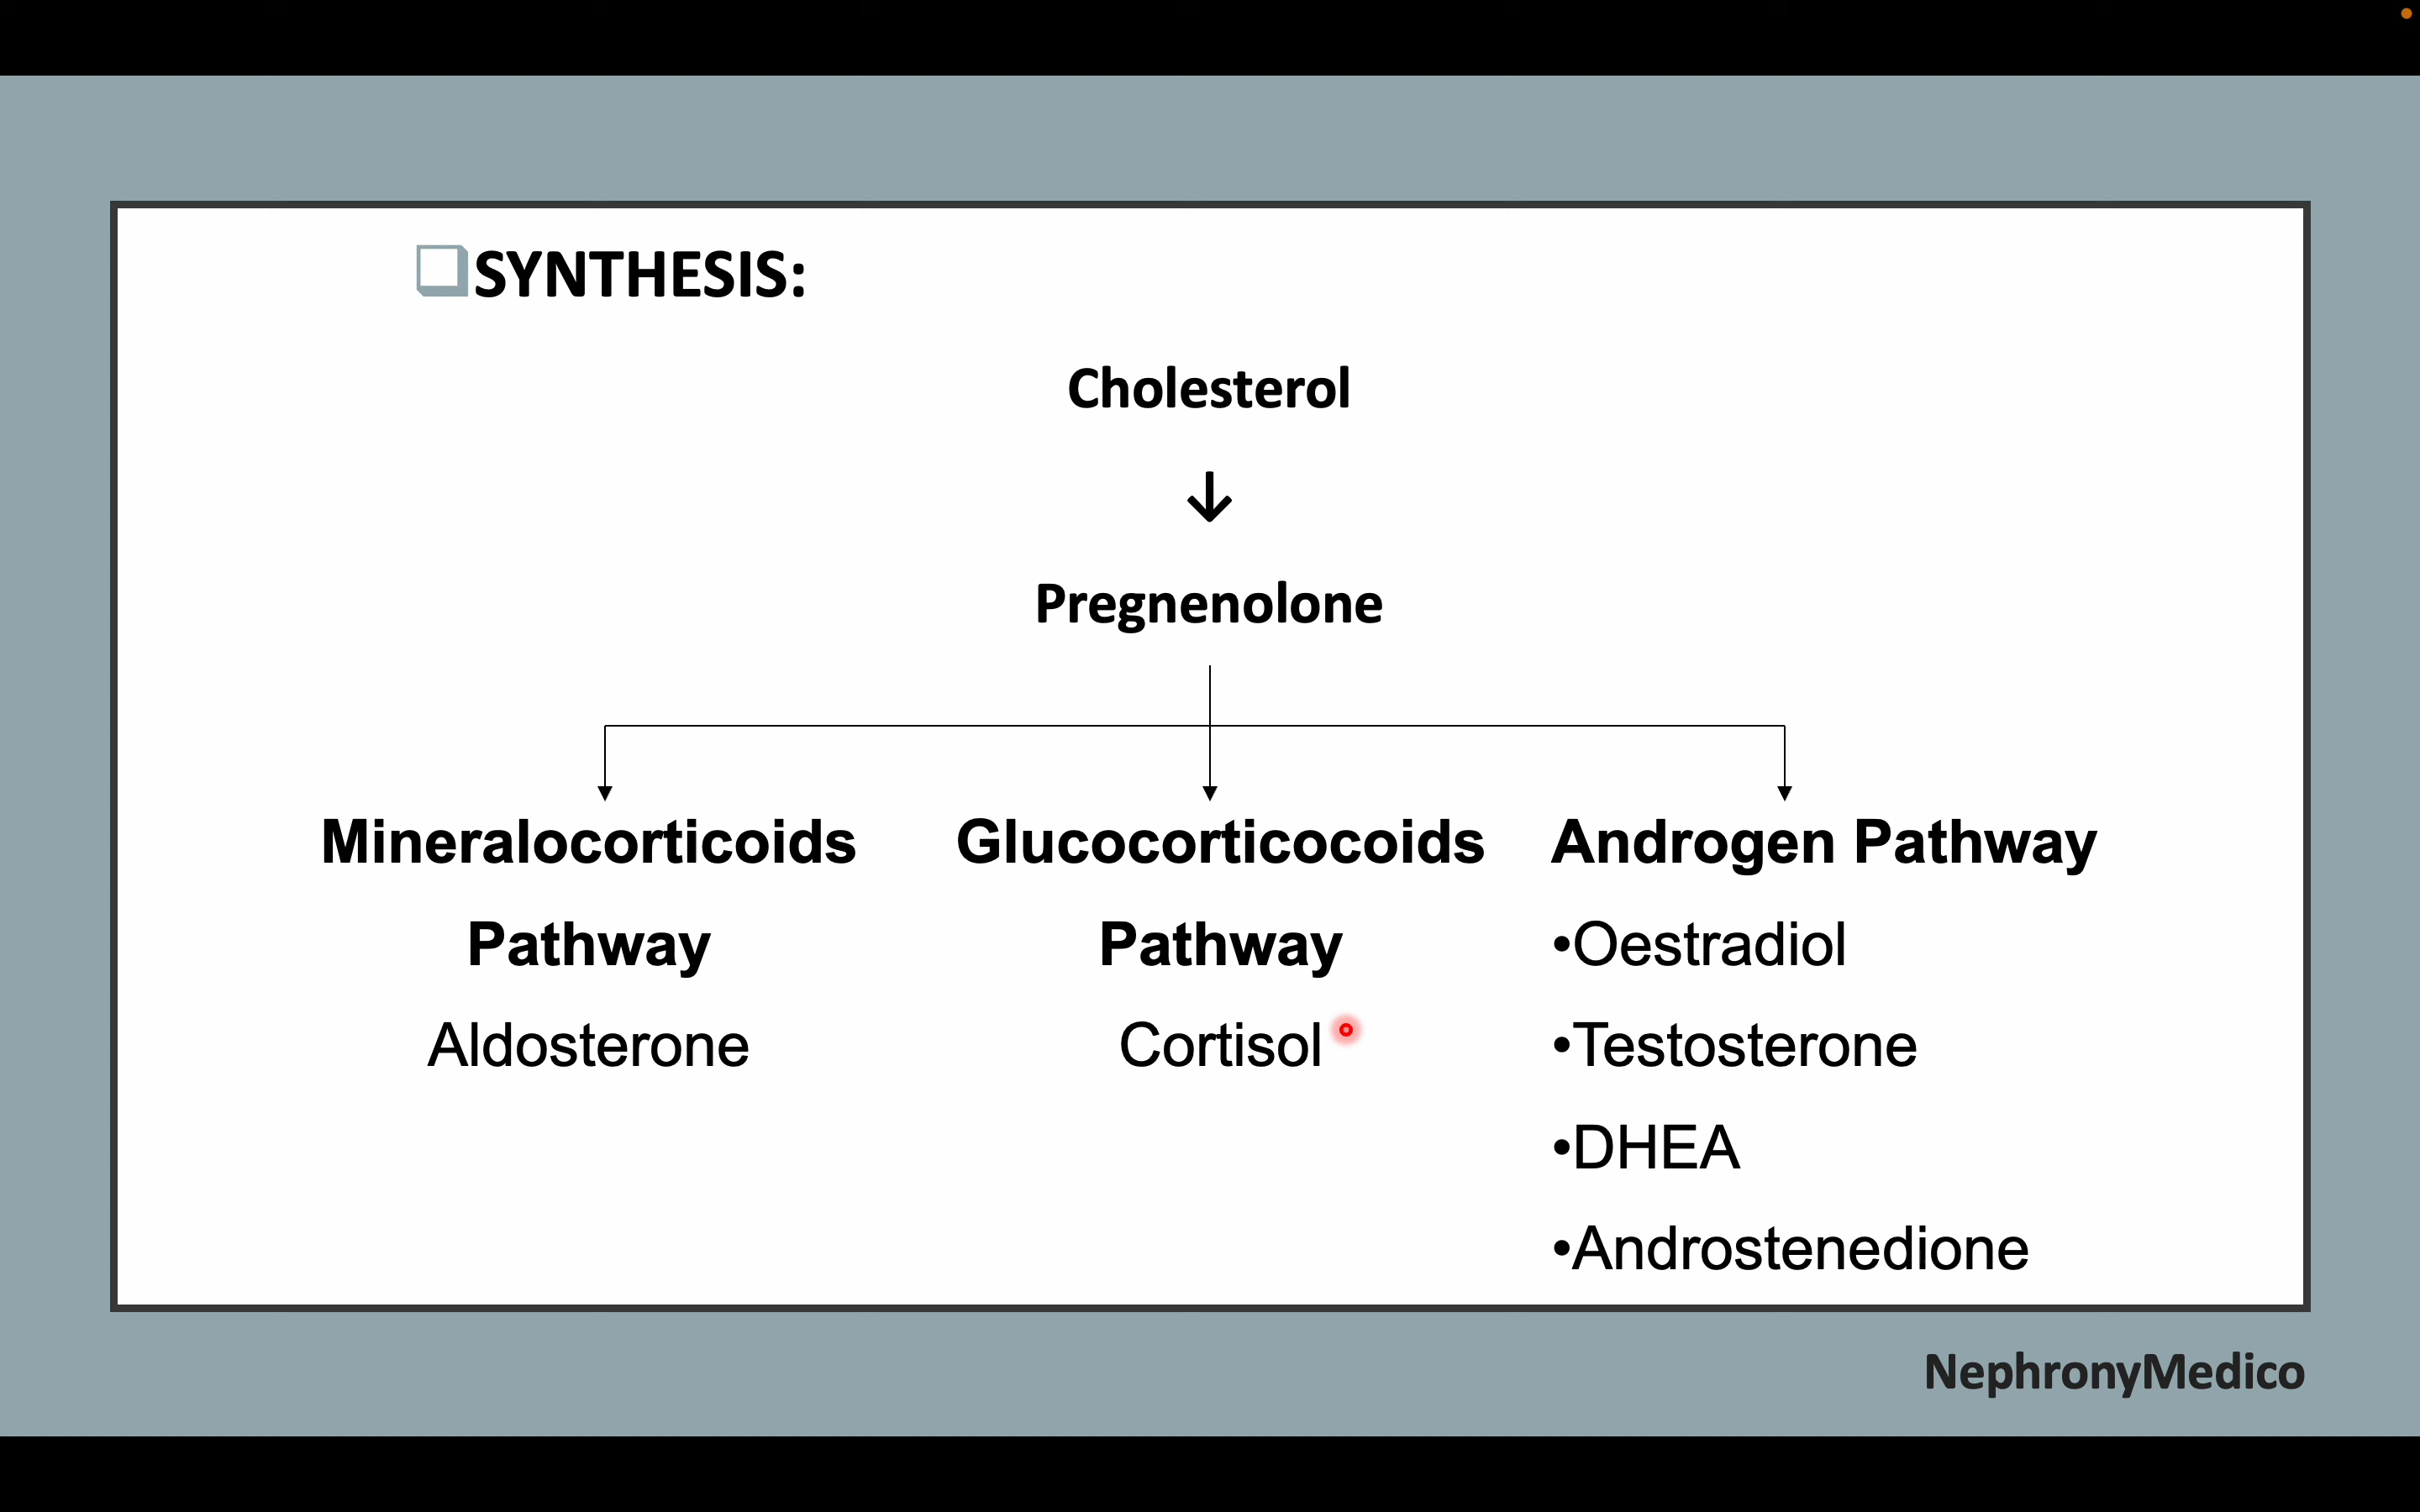 SYNTHESIS:
Cholesterol
Pregnenolone
Mineralocorticoids
Pathway
Aldosterone
Glucocorticocoids
Pathway
Cortisol
Androgen Pathway
•Oestradiol
•Testosterone
•DHEA
•Androstenedione
NephronyMedico